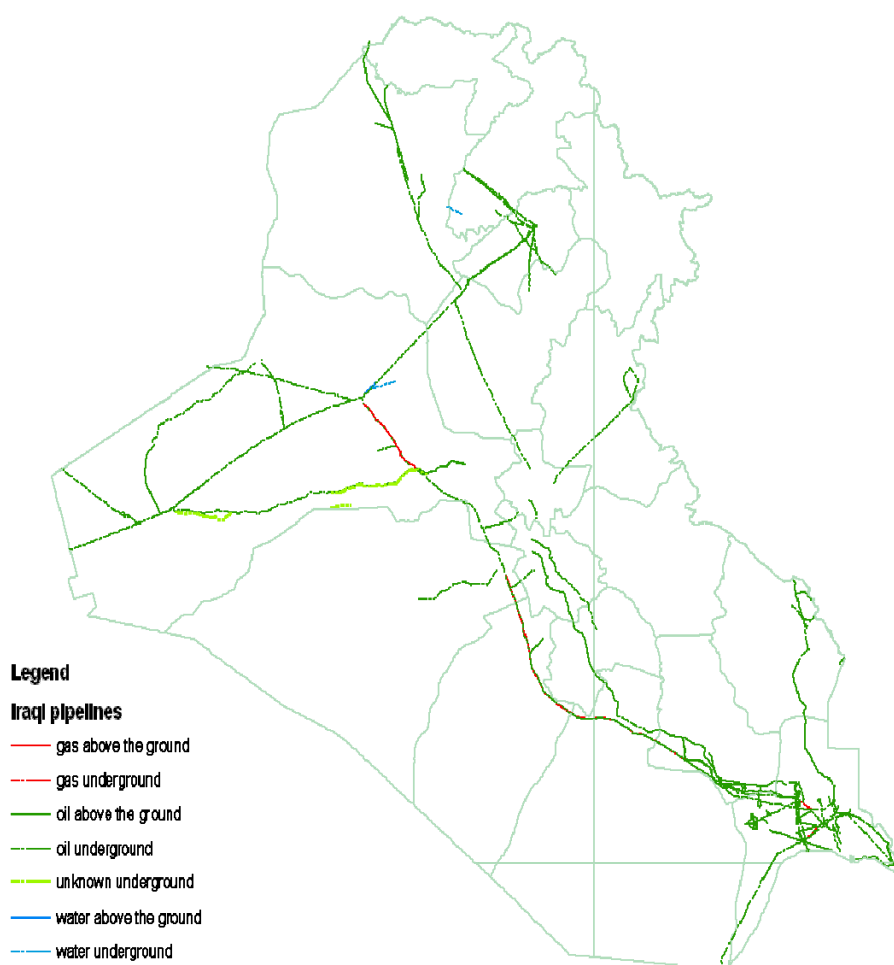 Legend
Iraqi pipelines
gas above the ground
gas underground
oil above the ground
oil underground
unknown underground
water above the ground
water underground